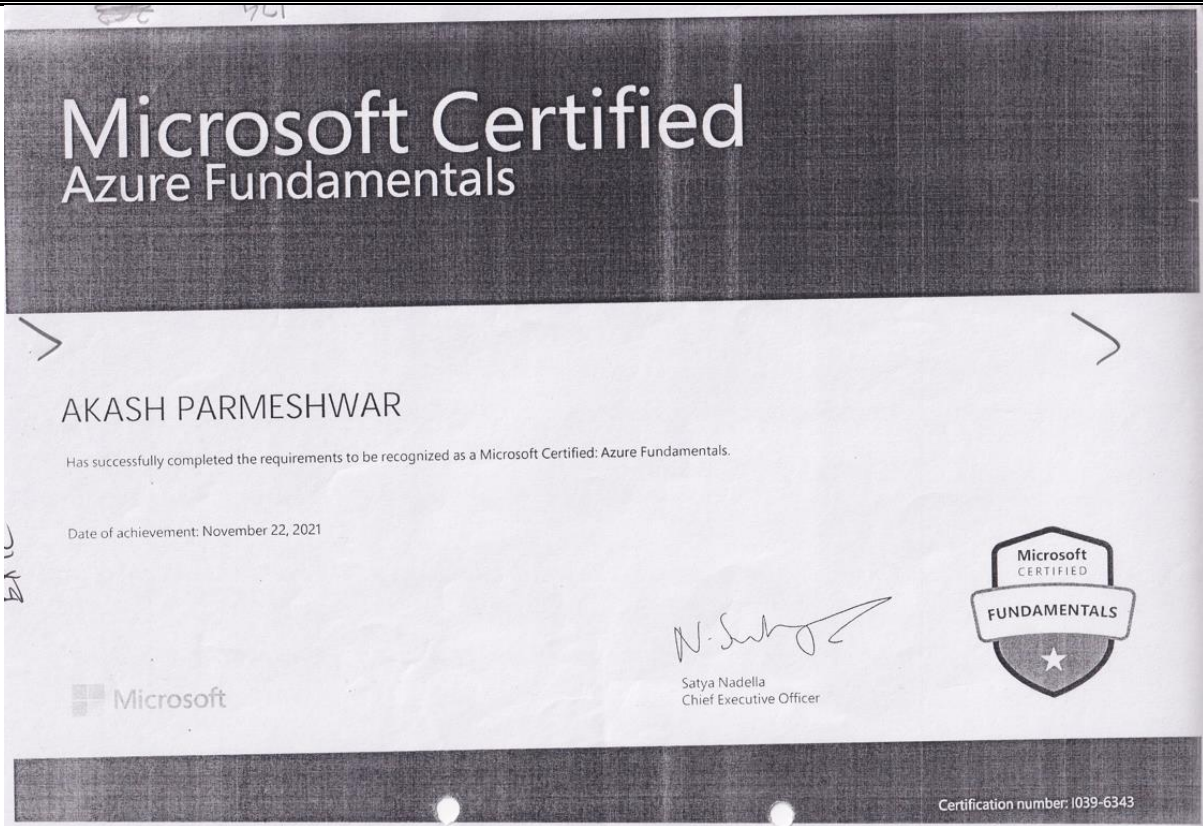 Microsoft Certified
Azure Fundamentals
AKASH PARMESHWAR
Has successfully completed the requirements to be recognized as a Microsoft Certified: Azure Fundamentals.
Date of achievement: November 22, 2021
Microsoft
CERTIFIED
FUNDAMENTALS
Satya Nadella
Chief Executive Officer
Microsoft
Certification number: I039-6343